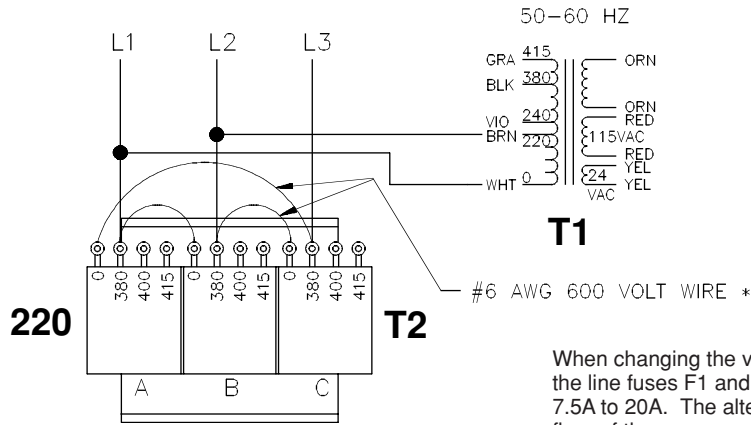 50-60 HZ
L1
L2
L3
GRA 415
BLK 380
VIO 240
BRN 220
WHT 0
ORN
ORN
RED
115VAC
RED
YEL
24 VAC
YEL
T1
0 380 400 415 0 380 400 415 0 380 400 415
#6 AWG 600 VOLT WIRE *
220
T2
A B C
When changing the v
the line fuses F1 and
7.5A to 20A. The alte